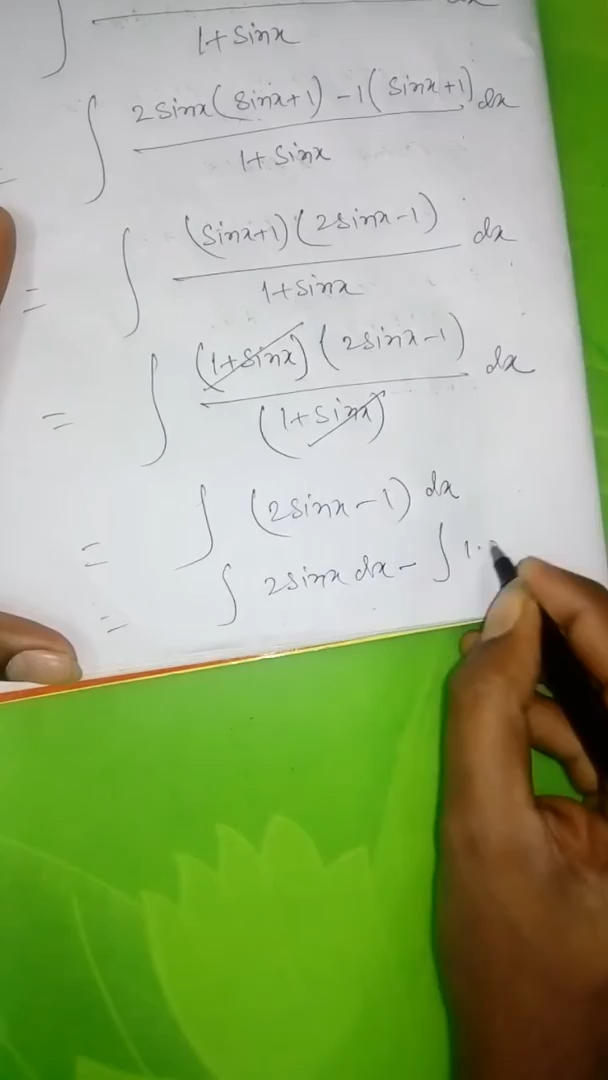 ∫ ――― dx
1+sinx
= ∫ 2sinx(sinx+1) -1(sinx+1) / 1+sinx dx
= ∫ (sinx+1)(2sinx-1) / 1+sinx dx
= ∫ (1+sinx)(2sinx-1) / (1+sinx) dx
= ∫ (2sinx-1) dx
= ∫ 2sinx dx - ∫ 1.